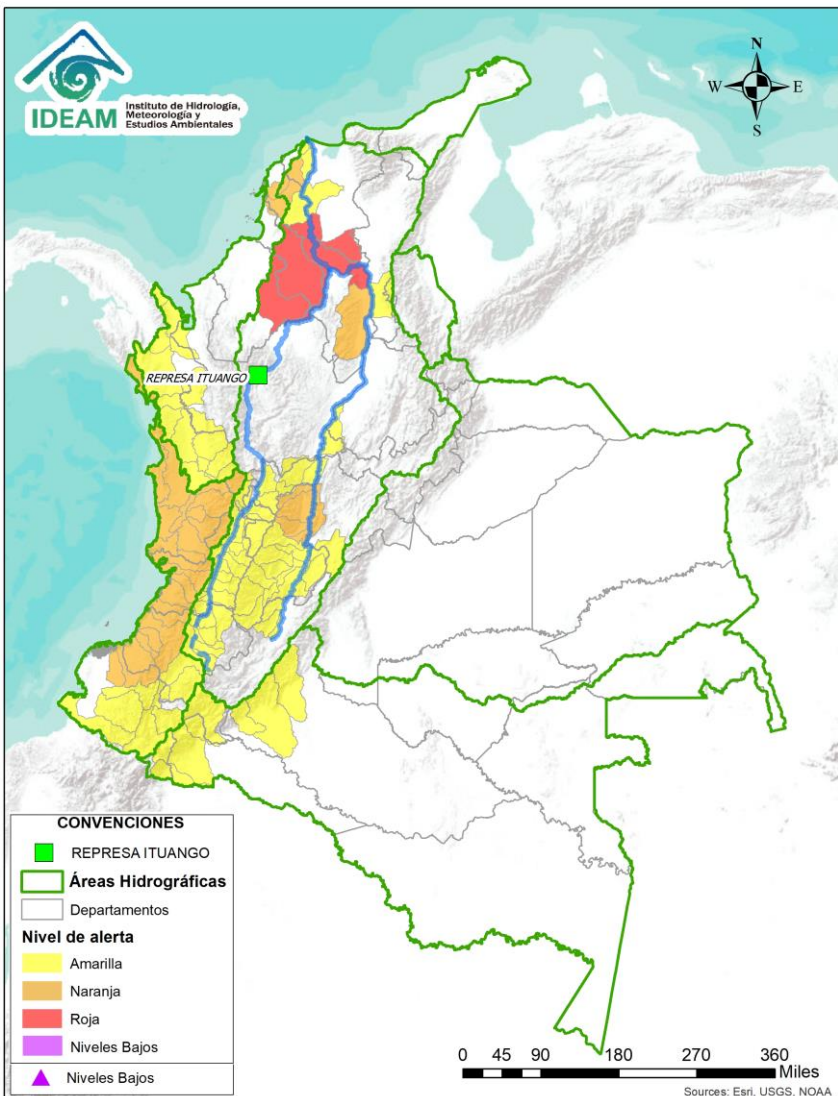 IDEAM
Instituto de Hidrología,
Meteorología y
Estudios Ambientales
N
W
E
S
REPRESA ITUANGO
CONVENCIONES
REPRESA ITUANGO
Áreas Hidrográficas
Departamentos
Nivel de alerta
Amarilla
Naranja
Roja
Niveles Bajos
Niveles Bajos
0 45 90 180 270 360
Miles
Sources: Esri, USGS, NOAA